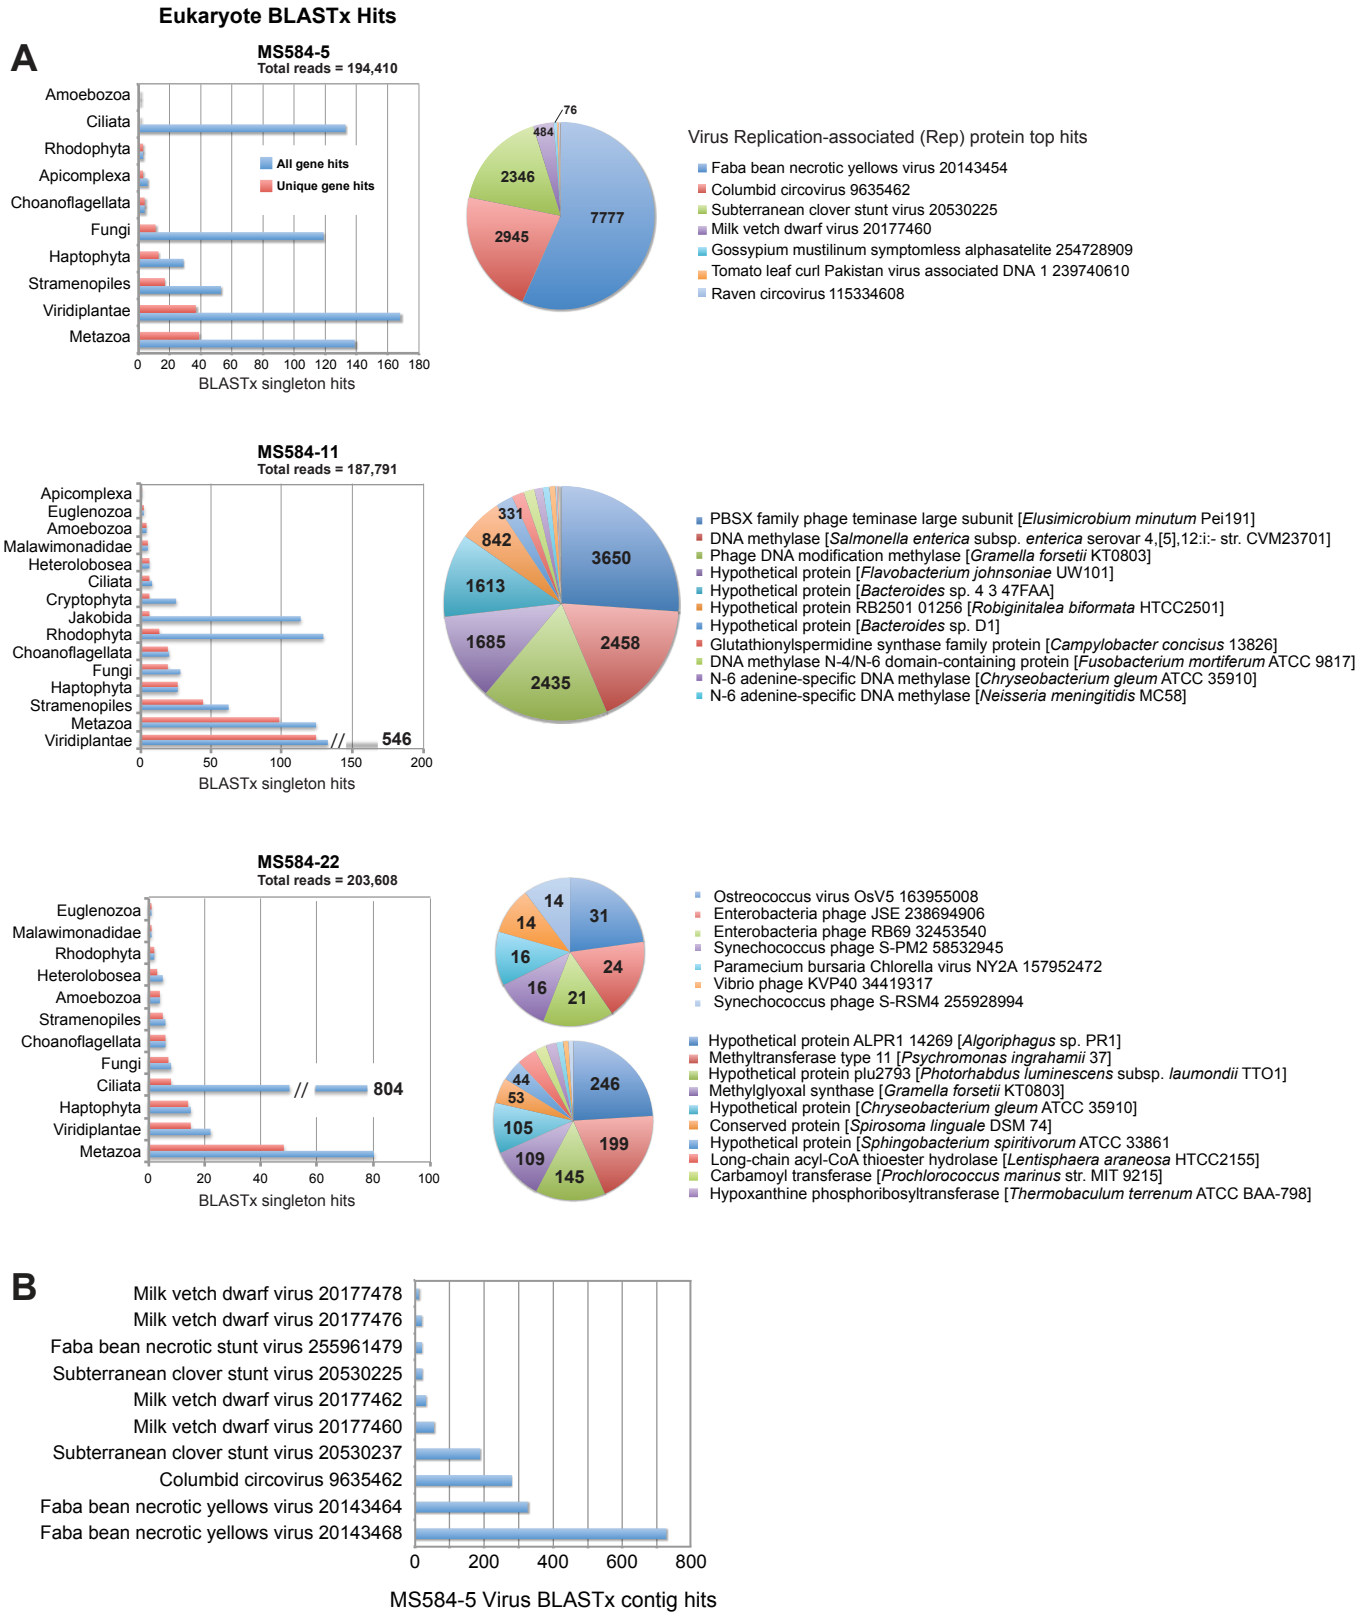 Eukaryote BLASTx Hits
A
MS584-5
Total reads = 194,410
Amoebozoa
Ciliata
Rhodophyta
Apicomplexa
Choanoflagellata
Fungi
Haptophyta
Stramenopiles
Viridiplantae
Metazoa
All gene hits
Unique gene hits
0 20 40 60 80 100 120 140 160 180
BLASTx singleton hits
76
484
2346
7777
2945
Virus Replication-associated (Rep) protein top hits
Faba bean necrotic yellows virus 20143454
Columbid circovirus 9635462
Subterranean clover stunt virus 20530225
Milk vetch dwarf virus 20177460
Gossypium mustilinum symptomless alphasatelite 254728909
Tomato leaf curl Pakistan virus associated DNA 1 239740610
Raven circovirus 115334608
MS584-11
Total reads = 187,791
Apicomplexa
Euglenozoa
Amoebozoa
Malawimonadidae
Heterolobosea
Ciliata
Cryptophyta
Jakobida
Rhodophyta
Choanoflagellata
Fungi
Haptophyta
Stramenopiles
Metazoa
Viridiplantae
// 546
0 50 100 150 200
BLASTx singleton hits
331
842
3650
1613
1685
2458
2435
PBSX family phage teminase large subunit [Elusimicrobium minutum Pei191]
DNA methylase [Salmonella enterica subsp. enterica serovar 4,[5],12:i:- str. CVM23701]
Phage DNA modification methylase [Gramella forsetii KT0803]
Hypothetical protein [Flavobacterium johnsoniae UW101]
Hypothetical protein [Bacteroides sp. 4 3 47FAA]
Hypothetical protein RB2501 01256 [Robiginitalea biformata HTCC2501]
Hypothetical protein [Bacteroides sp. D1]
Glutathionylspermidine synthase family protein [Campylobacter concisus 13826]
DNA methylase N-4/N-6 domain-containing protein [Fusobacterium mortiferum ATCC 9817]
N-6 adenine-specific DNA methylase [Chryseobacterium gleum ATCC 35910]
N-6 adenine-specific DNA methylase [Neisseria meningitidis MC58]
MS584-22
Total reads = 203,608
Euglenozoa
Malawimonadidae
Rhodophyta
Heterolobosea
Amoebozoa
Stramenopiles
Choanoflagellata
Fungi
Ciliata
Haptophyta
Viridiplantae
Metazoa
// 804
0 20 40 60 80 100
BLASTx singleton hits
14
31
14
16
24
16
21
Ostreococcus virus OsV5 163955008
Enterobacteria phage JSE 238694906
Enterobacteria phage RB69 32453540
Synechococcus phage S-PM2 58532945
Paramecium bursaria Chlorella virus NY2A 157952472
Vibrio phage KVP40 34419317
Synechococcus phage S-RSM4 255928994
44
246
53
105
199
109
145
Hypothetical protein ALPR1 14269 [Algoriphagus sp. PR1]
Methyltransferase type 11 [Psychromonas ingrahamii 37]
Hypothetical protein plu2793 [Photorhabdus luminescens subsp. laumondii TTO1]
Methylglyoxal synthase [Gramella forsetii KT0803]
Hypothetical protein [Chryseobacterium gleum ATCC 35910]
Conserved protein [Spirosoma linguale DSM 74]
Hypothetical protein [Sphingobacterium spiritivorum ATCC 33861
Long-chain acyl-CoA thioester hydrolase [Lentisphaera araneosa HTCC2155]
Carbamoyl transferase [Prochlorococcus marinus str. MIT 9215]
Hypoxanthine phosphoribosyltransferase [Thermobaculum terrenum ATCC BAA-798]
B
Milk vetch dwarf virus 20177478
Milk vetch dwarf virus 20177476
Faba bean necrotic stunt virus 255961479
Subterranean clover stunt virus 20530225
Milk vetch dwarf virus 20177462
Milk vetch dwarf virus 20177460
Subterranean clover stunt virus 20530237
Columbid circovirus 9635462
Faba bean necrotic yellows virus 20143464
Faba bean necrotic yellows virus 20143468
0 200 400 600 800
MS584-5 Virus BLASTx contig hits